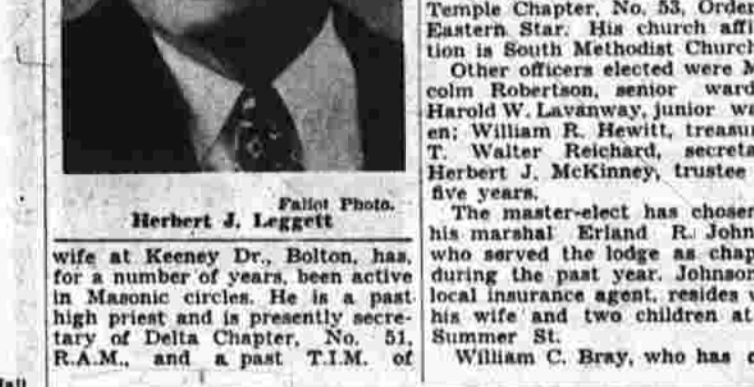 Fallot Photo.
Herbert J. Leggett
wife at Keeney Dr., Bolton, has,
for a number of years, been active
in Masonic circles. He is a past
high priest and is presently secre-
tary of Delta Chapter, No. 51,
R.A.M., and a past T.I.M. of
Temple Chapter, No. 53, Order
Eastern Star. His church affi
tion is South Methodist Church
Other officers elected were M
colm Robertson, senior ward
Harold W. Lavanway, junior wa
en; William R. Hewitt, treasu
T. Walter Reichard, secreta
Herbert J. McKinney, trustee
five years.
The master-elect has chose
his marshal Erland R. John
who served the lodge as chap
during the past year. Johnson
local insurance agent, resides
his wife and two children at
Summer St.
William C. Bray, who has